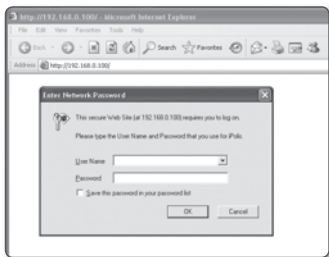 http://192.168.0.100/ - Microsoft Internet Explorer
File Edit View Favorites Tools Help
Back Search Favorites
Address http://192.168.0.100/
Enter Network Password
This secure Web Site (at 192.168.0.100) requires you to log on.
Please type the User Name and Password that you use for iPolis.
User Name
Password
Save this password in your password list
OK Cancel